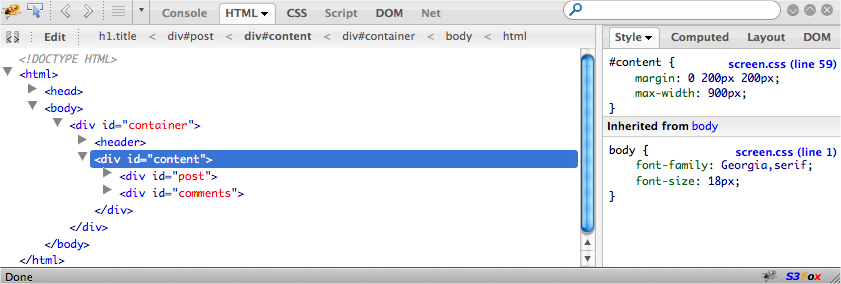 Console HTML CSS Script DOM Net
Edit h1.title < div#post < div#content < div#container < body < html
Style Computed Layout DOM
<!DOCTYPE HTML>
<html>
<head>
<body>
<div id="container">
<header>
<div id="content">
<div id="post">
<div id="comments">
</div>
</div>
</body>
</html>
#content { screen.css (line 59)
margin: 0 200px 200px;
max-width: 900px;
}
Inherited from body
body { screen.css (line 1)
font-family: Georgia,serif;
font-size: 18px;
}
Done
S3Fox